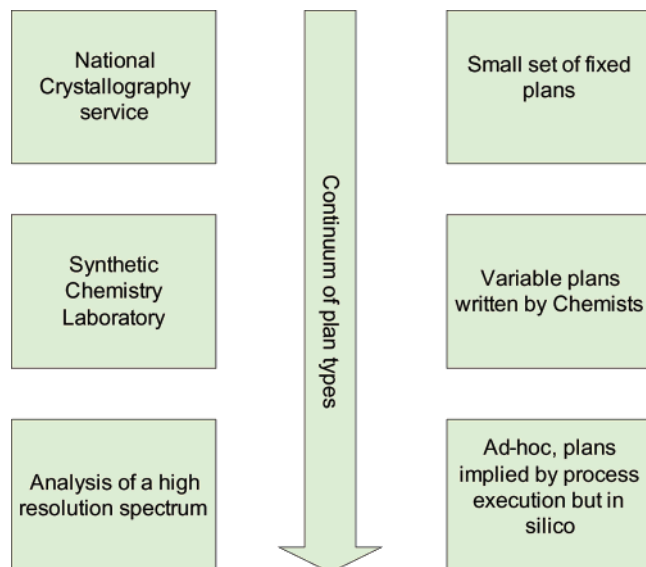 National
Crystallography
service
Small set of fixed
plans
Continuum of plan types
Synthetic
Chemistry
Laboratory
Variable plans
written by Chemists
Analysis of a high
resolution spectrum
Ad-hoc, plans
implied by process
execution but in
silico